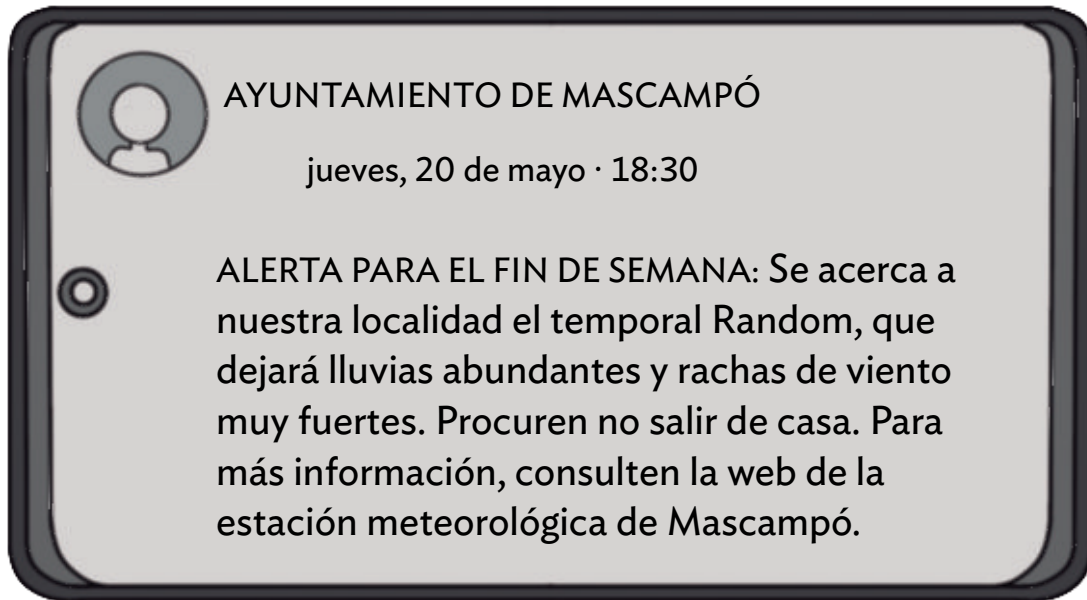 AYUNTAMIENTO DE MASCAMPÓ
jueves, 20 de mayo · 18:30
ALERTA PARA EL FIN DE SEMANA: Se acerca a
nuestra localidad el temporal Random, que
dejará lluvias abundantes y rachas de viento
muy fuertes. Procuren no salir de casa. Para
más información, consulten la web de la
estación meteorológica de Mascampó.